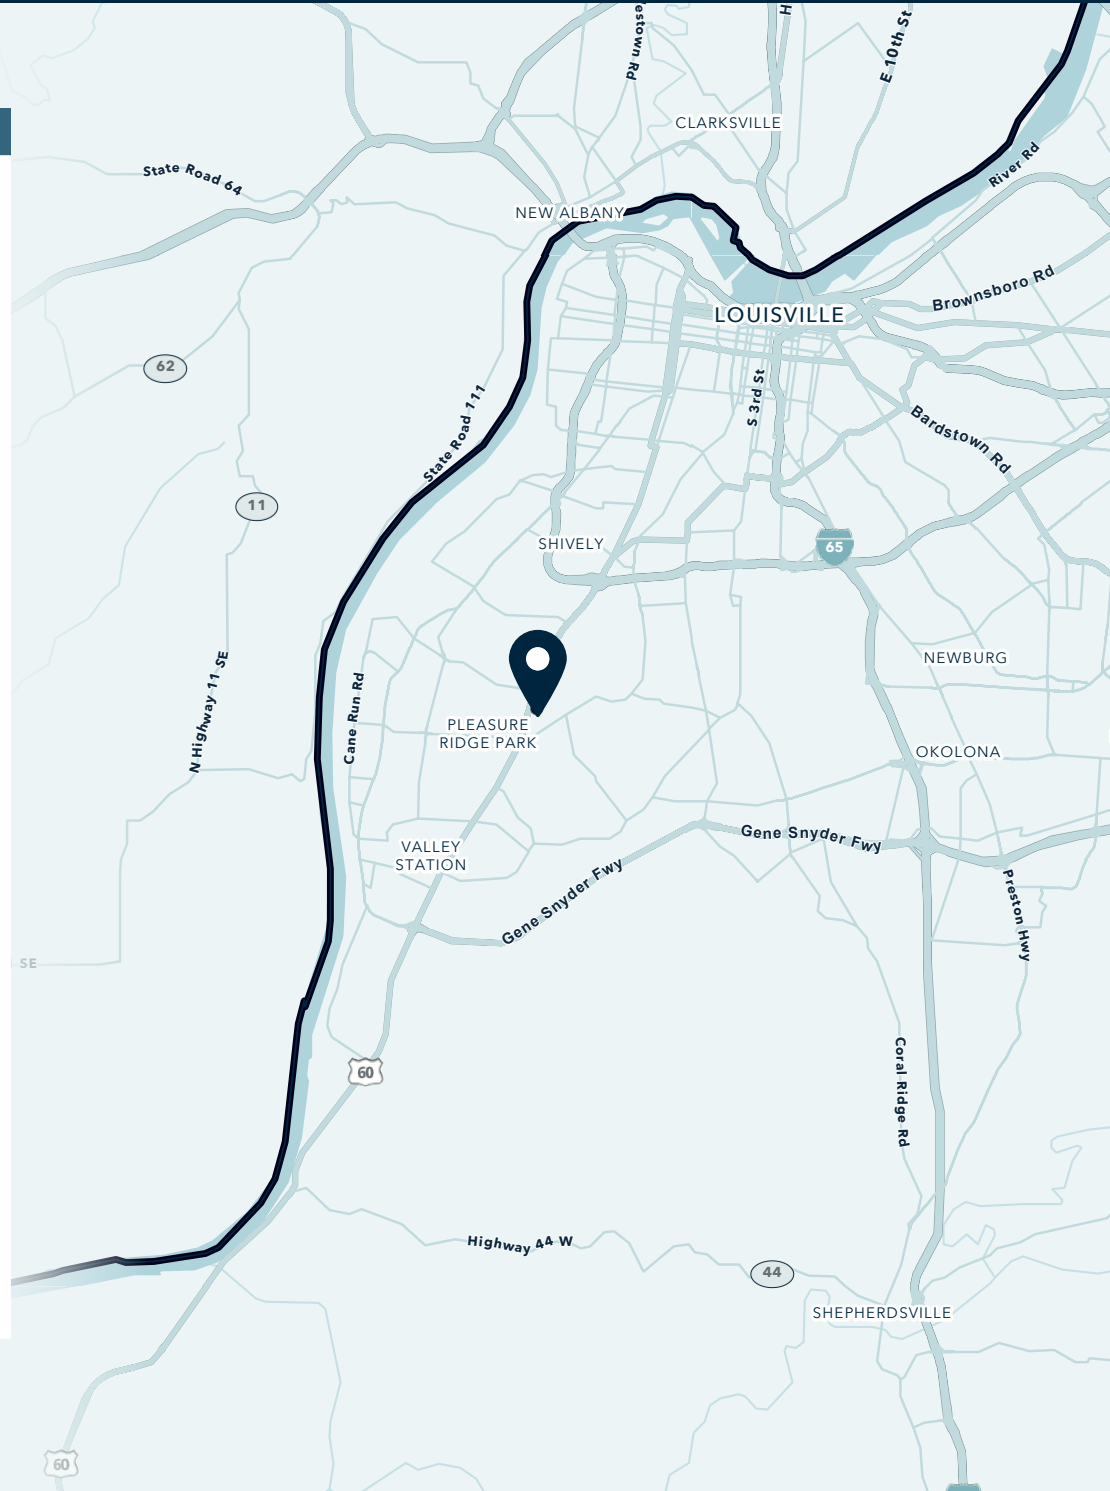 E 10th St
CLARKSVILLE
River Rd
State Road 64
NEW ALBANY
Brownsboro Rd
LOUISVILLE
62
S 3rd St
State Road 111
Bardstown Rd
11
SHIVELY
65
NEWBURG
N Highway 11 SE
Cane Run Rd
PLEASURE
RIDGE PARK
OKOLONA
Gene Snyder Fwy
VALLEY
STATION
Gene Snyder Fwy
Preston Hwy
SE
60
Coral Ridge Rd
Highway 44 W
44
SHEPHERDSVILLE
60